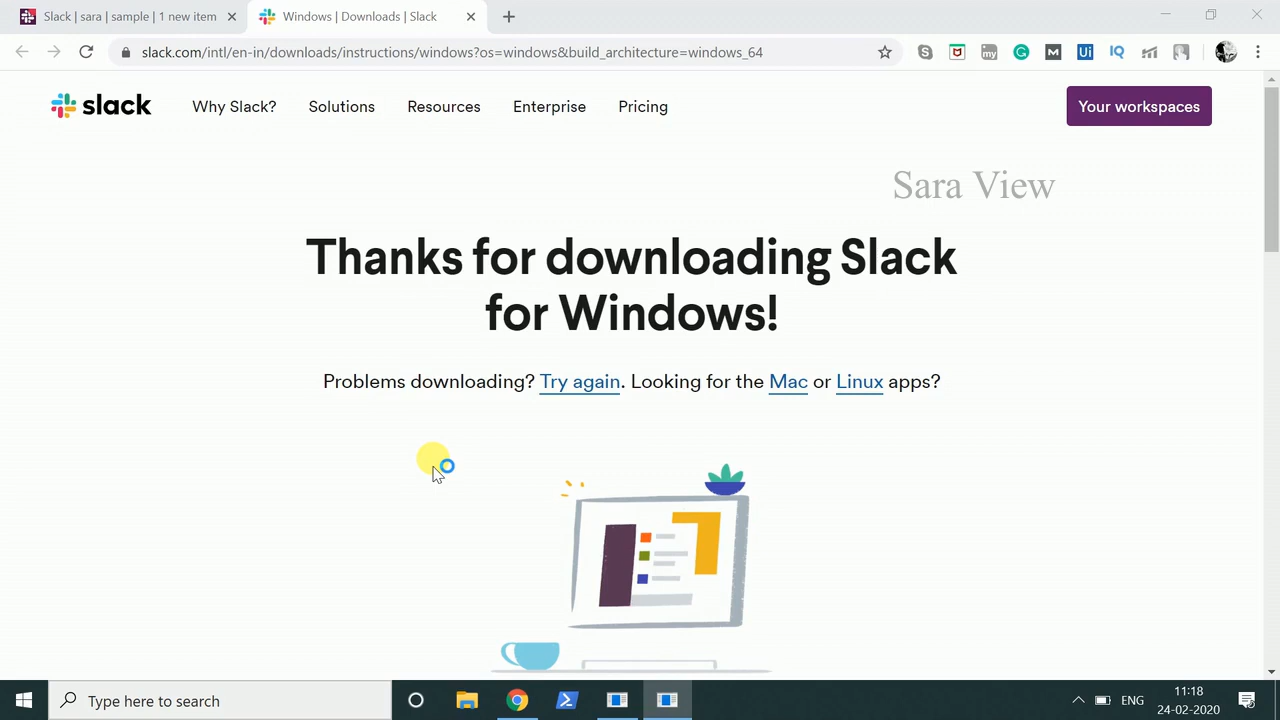 Slack | sara | sample | 1 new item
Windows | Downloads | Slack
slack.com/intl/en-in/downloads/instructions/windows?os=windows&build_architecture=windows_64
my
M
Ui
IQ
slack
Why Slack?
Solutions
Resources
Enterprise
Pricing
Your workspaces
Sara View
Thanks for downloading Slack
for Windows!
Problems downloading? Try again. Looking for the Mac or Linux apps?
Type here to search
ENG
11:18
24-02-2020